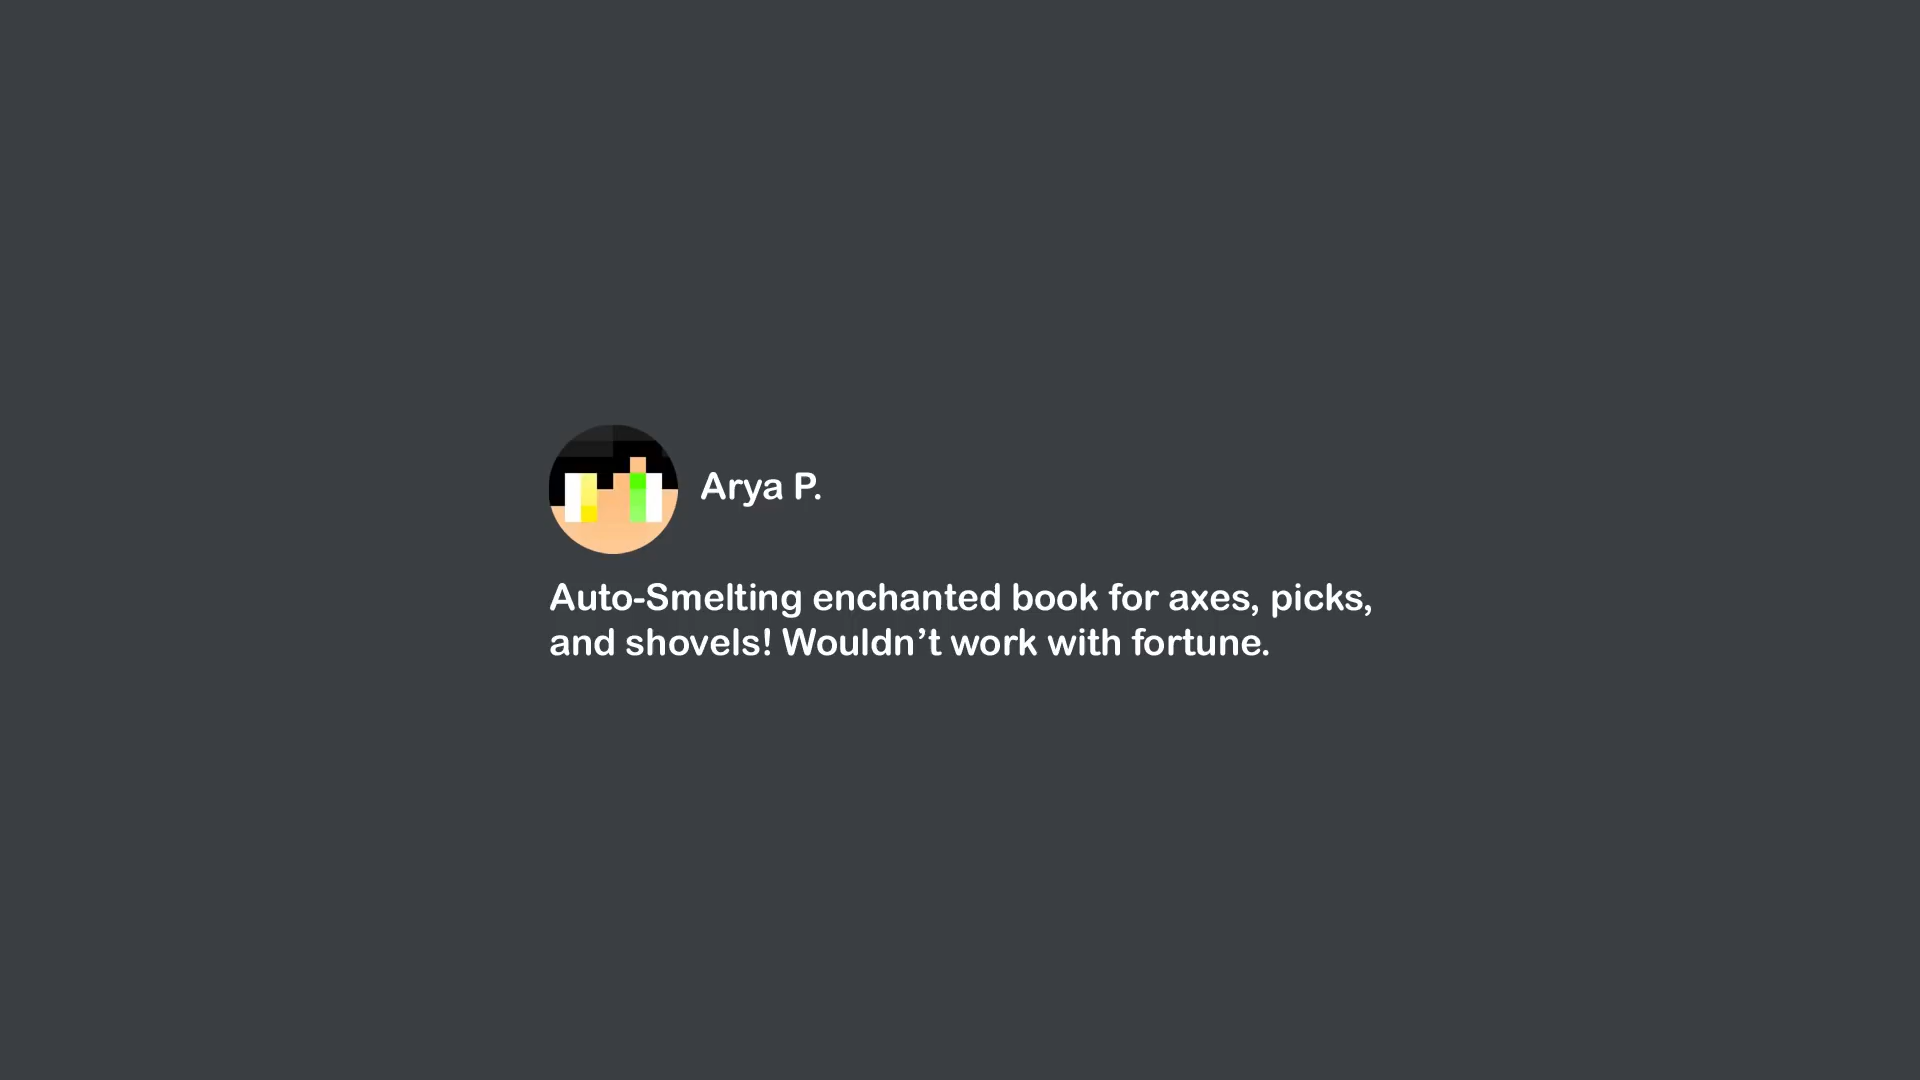 Arya P.
Auto-Smelting enchanted book for axes, picks,
and shovels! Wouldn’t work with fortune.